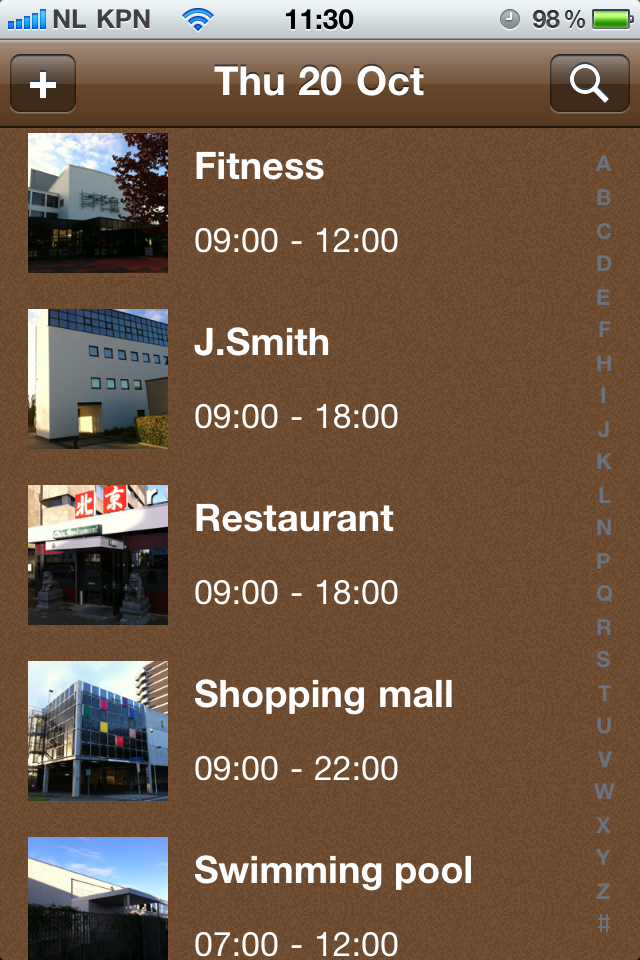 NL KPN 11:30 98 %
+ Thu 20 Oct
Fitness
09:00 - 12:00
J.Smith
09:00 - 18:00
北京
Restaurant
09:00 - 18:00
Shopping mall
09:00 - 22:00
Swimming pool
07:00 - 12:00
A
B
C
D
E
F
H
I
J
K
L
N
P
Q
R
S
T
U
V
W
X
Y
Z
#